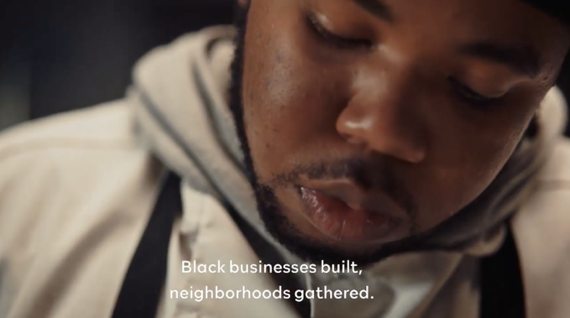 Black businesses built,
neighborhoods gathered.